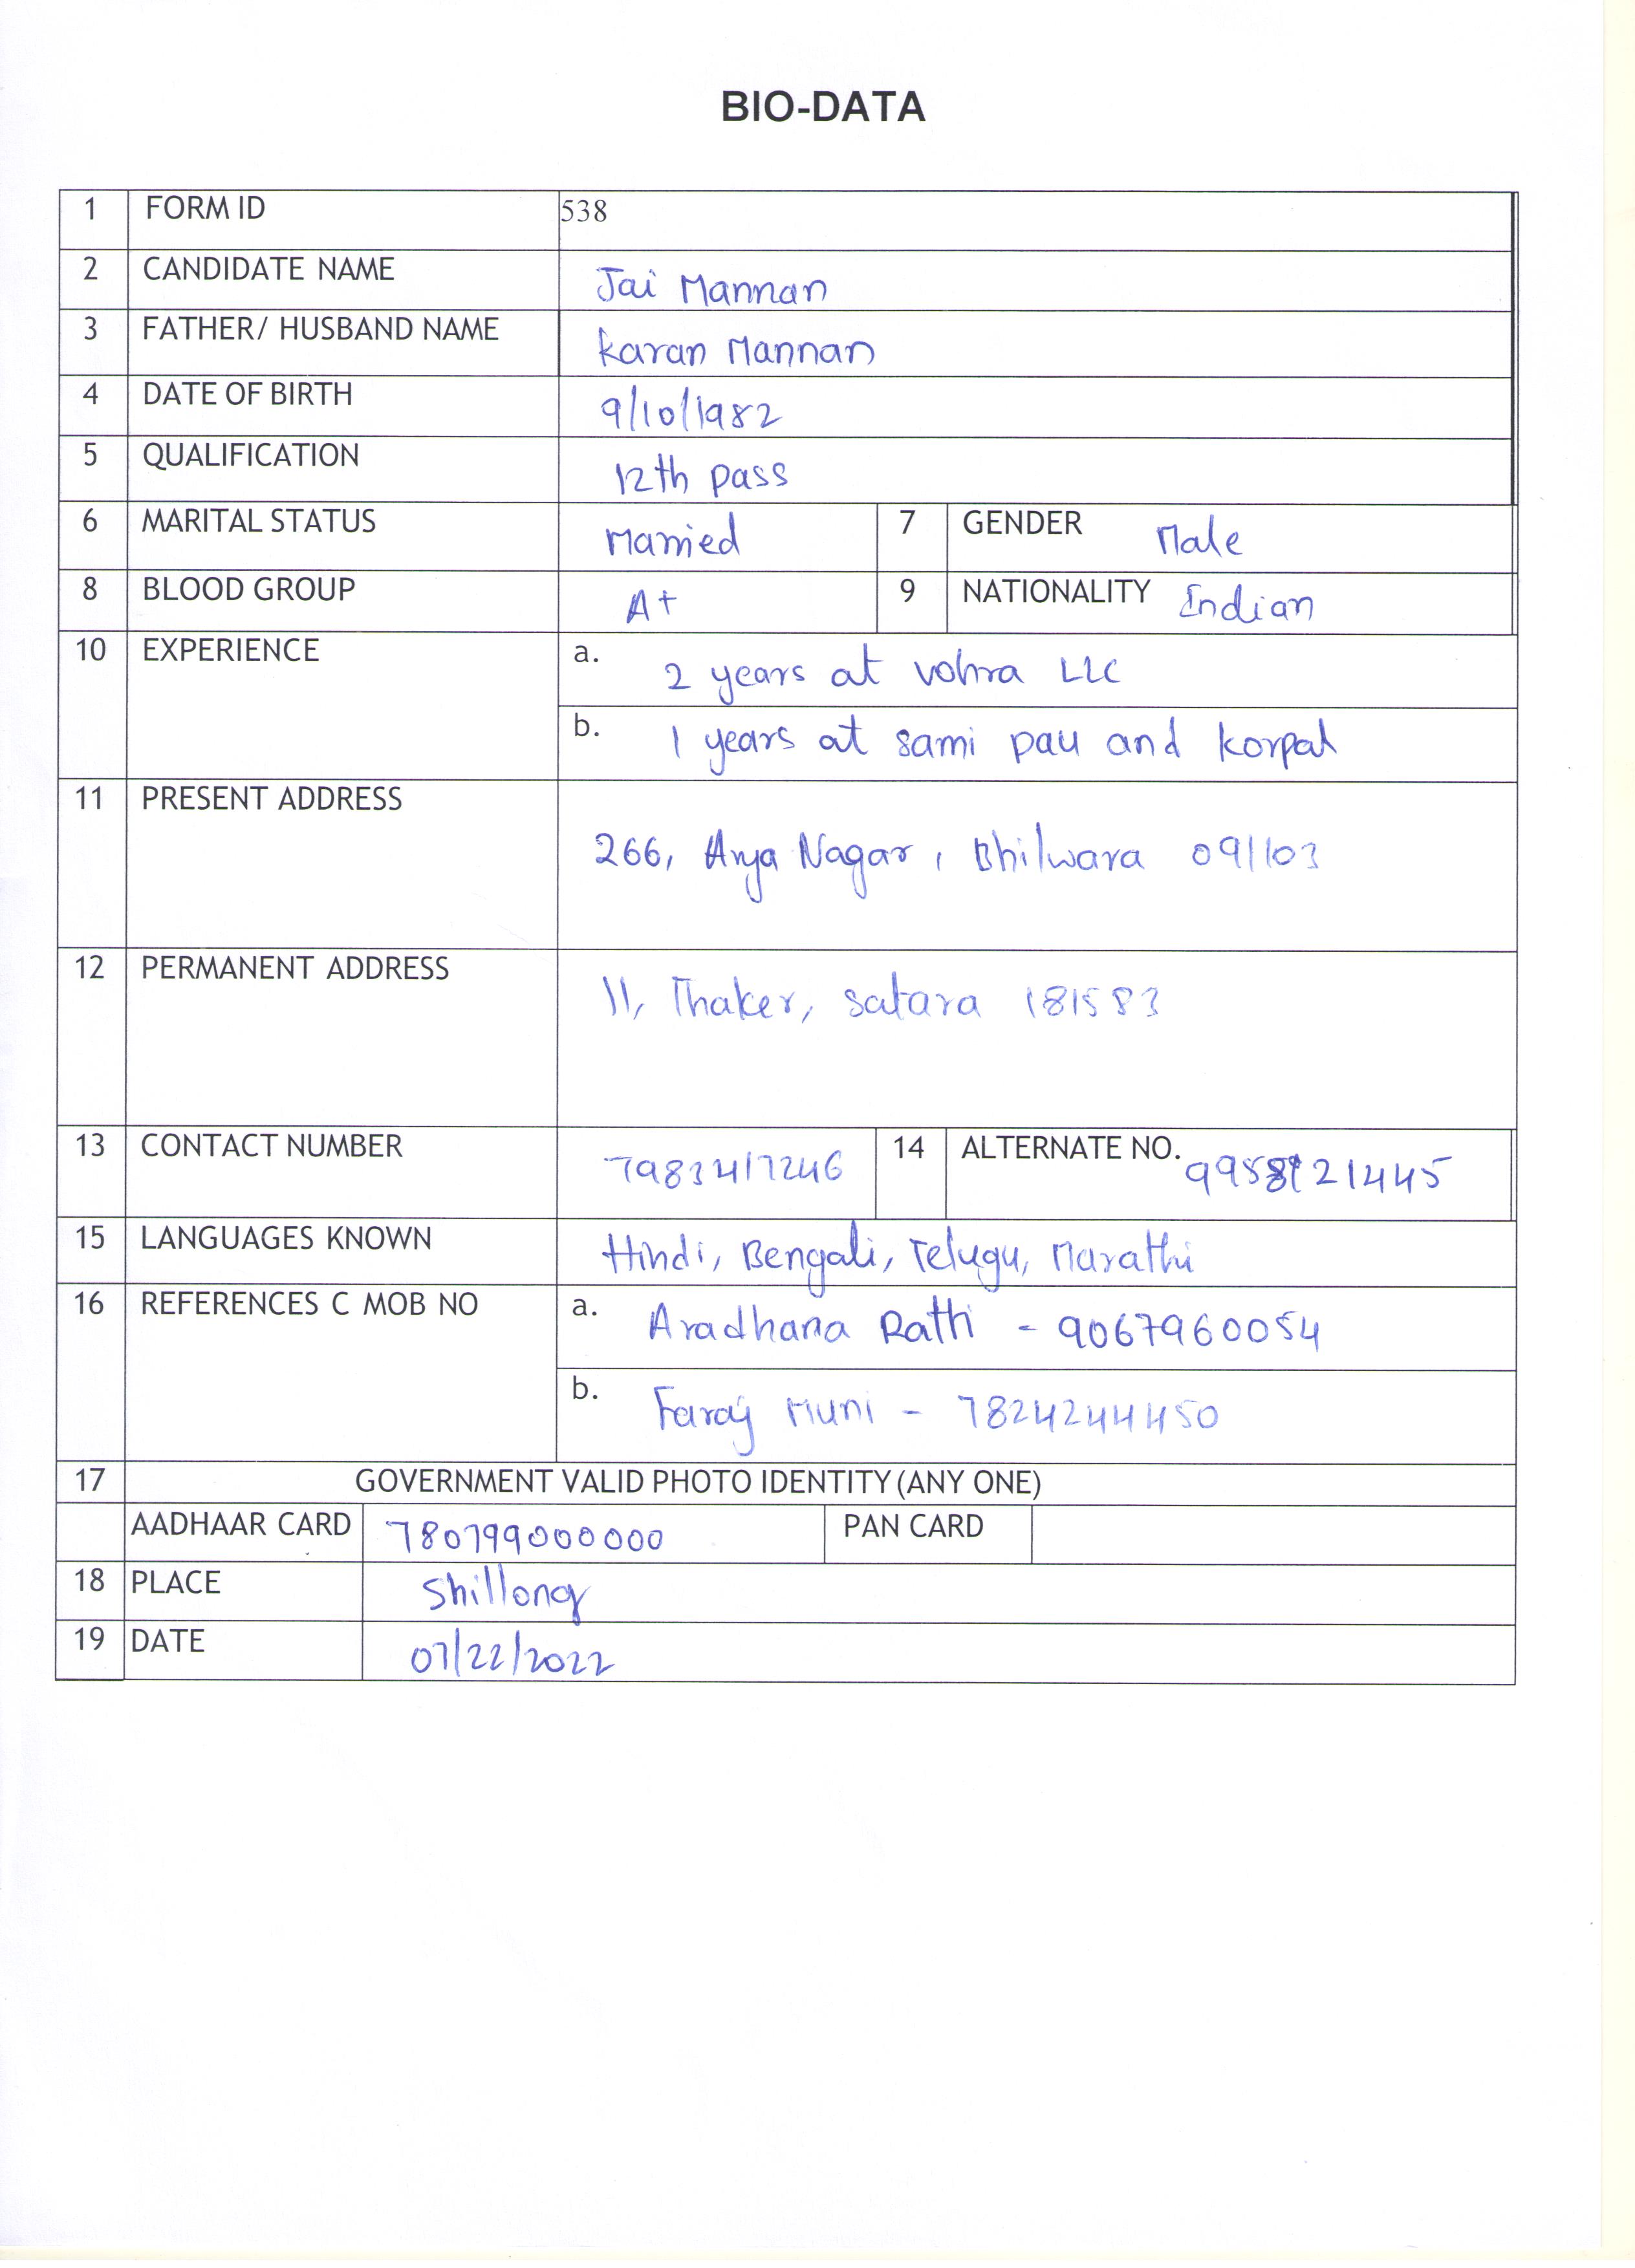 BIO-DATA
1 FORM ID 538
2 CANDIDATE NAME Jai Mannan
3 FATHER/ HUSBAND NAME Karan Mannan
4 DATE OF BIRTH 9/10/1982
5 QUALIFICATION 12th pass
6 MARITAL STATUS Married 7 GENDER Male
8 BLOOD GROUP A+ 9 NATIONALITY Indian
10 EXPERIENCE a. 2 years at Vohra LLC
b. 1 years at sami pau and Korpal
11 PRESENT ADDRESS
266, Arya Nagar, Bhilwara 091103
12 PERMANENT ADDRESS
11, Thaker, Satara 181583
13 CONTACT NUMBER 7983417246 14 ALTERNATE NO.
15 LANGUAGES KNOWN Hindi, Bengali, Telugu, Marathi
16 REFERENCES C MOB NO a. Aradhana Rathi - 9067960054
b. Faraj Muni - 7824244450
17 GOVERNMENT VALID PHOTO IDENTITY (ANY ONE)
AADHAAR CARD 780799000000 PAN CARD
18 PLACE Shillong
19 DATE 07/22/2022